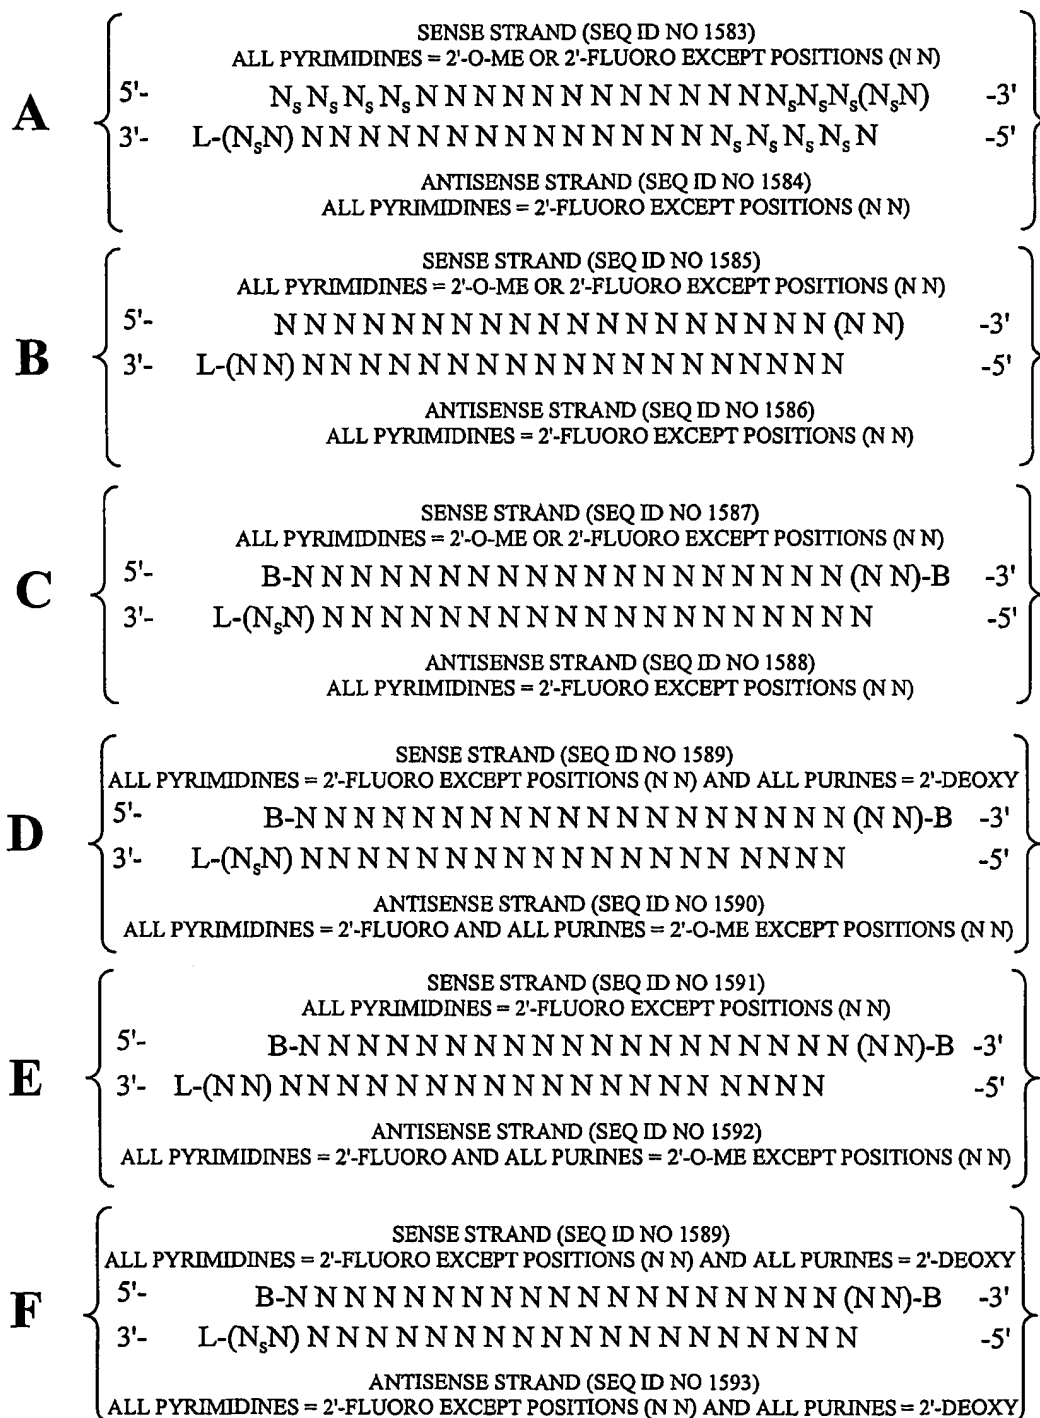 SENSE STRAND (SEQ ID NO 1583)
ALL PYRIMIDINES = 2'-O-ME OR 2'-FLUORO EXCEPT POSITIONS (N N)
A
5'- NₛNₛNₛNₛN N N N N N N N N N N N NₛNₛNₛ(NₛN) -3'
3'- L-(NₛN) N N N N N N N N N N N N N N NₛNₛNₛNₛN -5'
ANTISENSE STRAND (SEQ ID NO 1584)
ALL PYRIMIDINES = 2'-FLUORO EXCEPT POSITIONS (N N)
SENSE STRAND (SEQ ID NO 1585)
ALL PYRIMIDINES = 2'-O-ME OR 2'-FLUORO EXCEPT POSITIONS (N N)
B
5'- N N N N N N N N N N N N N N N N N N N (N N) -3'
3'- L-(N N) N N N N N N N N N N N N N N N N N N N -5'
ANTISENSE STRAND (SEQ ID NO 1586)
ALL PYRIMIDINES = 2'-FLUORO EXCEPT POSITIONS (N N)
SENSE STRAND (SEQ ID NO 1587)
ALL PYRIMIDINES = 2'-O-ME OR 2'-FLUORO EXCEPT POSITIONS (N N)
C
5'- B-N N N N N N N N N N N N N N N N N N N (N N)-B -3'
3'- L-(NₛN) N N N N N N N N N N N N N N N N N N N -5'
ANTISENSE STRAND (SEQ ID NO 1588)
ALL PYRIMIDINES = 2'-FLUORO EXCEPT POSITIONS (N N)
SENSE STRAND (SEQ ID NO 1589)
ALL PYRIMIDINES = 2'-FLUORO EXCEPT POSITIONS (N N) AND ALL PURINES = 2'-DEOXY
D
5'- B-N N N N N N N N N N N N N N N N N N N (N N)-B -3'
3'- L-(NₛN) N N N N N N N N N N N N N N N N N N N -5'
ANTISENSE STRAND (SEQ ID NO 1590)
ALL PYRIMIDINES = 2'-FLUORO AND ALL PURINES = 2'-O-ME EXCEPT POSITIONS (N N)
SENSE STRAND (SEQ ID NO 1591)
ALL PYRIMIDINES = 2'-FLUORO EXCEPT POSITIONS (N N)
E
5'- B-N N N N N N N N N N N N N N N N N N N (N N)-B -3'
3'- L-(N N) N N N N N N N N N N N N N N N N N N N -5'
ANTISENSE STRAND (SEQ ID NO 1592)
ALL PYRIMIDINES = 2'-FLUORO AND ALL PURINES = 2'-O-ME EXCEPT POSITIONS (N N)
SENSE STRAND (SEQ ID NO 1589)
ALL PYRIMIDINES = 2'-FLUORO EXCEPT POSITIONS (N N) AND ALL PURINES = 2'-DEOXY
F
5'- B-N N N N N N N N N N N N N N N N N N N (N N)-B -3'
3'- L-(NₛN) N N N N N N N N N N N N N N N N N N N -5'
ANTISENSE STRAND (SEQ ID NO 1593)
ALL PYRIMIDINES = 2'-FLUORO EXCEPT POSITIONS (N N) AND ALL PURINES = 2'-DEOXY